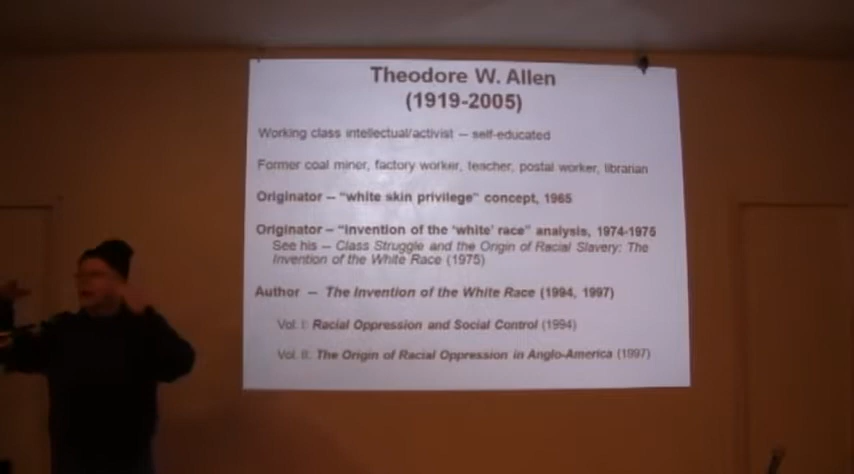 Theodore W. Allen
(1919-2005)
Working class intellectual/activist – self-educated
Former coal miner, factory worker, teacher, postal worker, librarian
Originator – "white skin privilege" concept, 1965
Originator – "invention of the 'white' race" analysis, 1974-1975
See his – Class Struggle and the Origin of Racial Slavery: The
Invention of the White Race (1975)
Author – The Invention of the White Race (1994, 1997)
Vol. I: Racial Oppression and Social Control (1994)
Vol. II: The Origin of Racial Oppression in Anglo-America (1997)